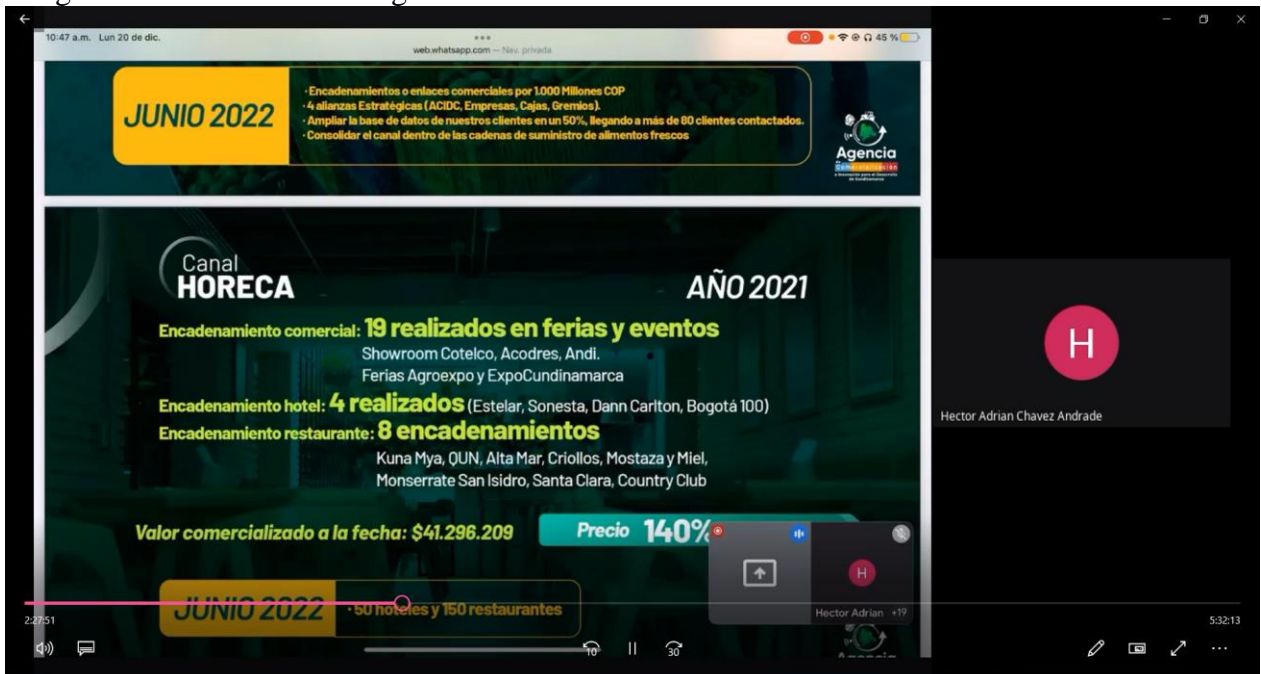 10:47 a.m. Lun 20 de dic.
web.whatsapp.com — Nav. privada
45 %
JUNIO 2022
· Encadenamientos o enlaces comerciales por 1.000 Millones COP
· 4 alianzas Estratégicas (ACIDC, Empresas, Cajas, Gremios).
· Ampliar la base de datos de nuestros clientes en un 50%, llegando a más de 80 clientes contactados.
· Consolidar el canal dentro de las cadenas de suministro de alimentos frescos
Agencia
Comercialización
Canal
HORECA
AÑO 2021
Encadenamiento comercial: 19 realizados en ferias y eventos
Showroom Cotelco, Acodres, Andi.
Ferias Agroexpo y ExpoCundinamarca
Encadenamiento hotel: 4 realizados (Estelar, Sonesta, Dann Carlton, Bogotá 100)
Encadenamiento restaurante: 8 encadenamientos
Kuna Mya, QUN, Alta Mar, Criollos, Mostaza y Miel,
Monserrate San Isidro, Santa Clara, Country Club
Valor comercializado a la fecha: $41.296.209
Precio 140%
H
Hector Adrian Chavez Andrade
H
Hector Adrian +19
JUNIO 2022
· 50 hoteles y 150 restaurantes
2:27:51
5:32:13
10
30